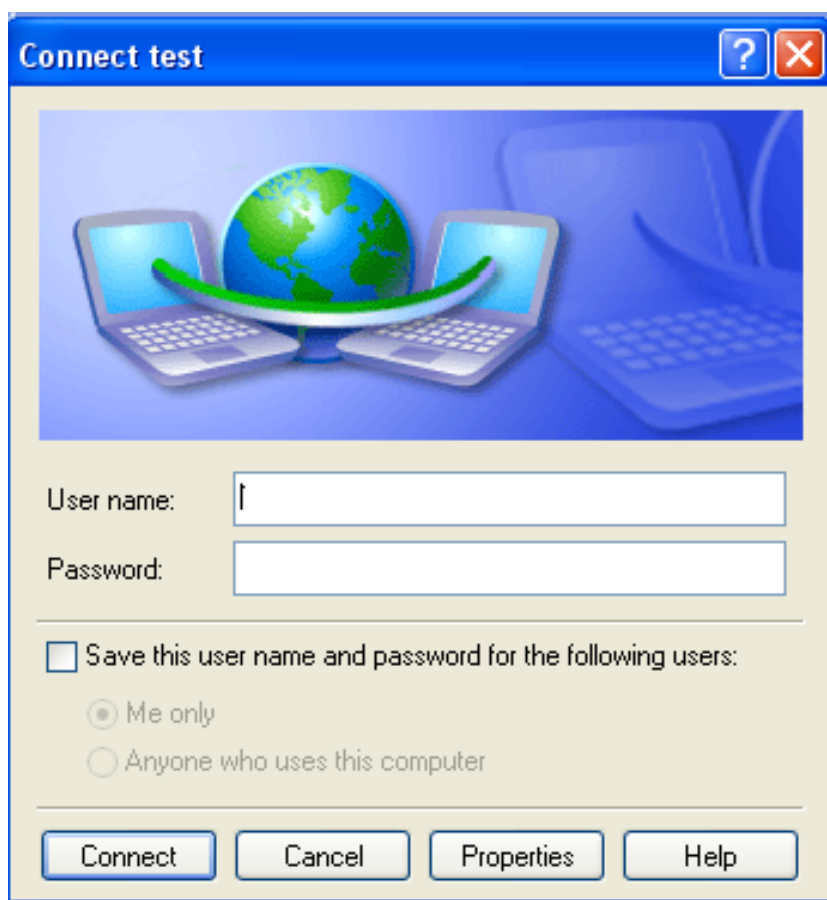 Connect test
User name:
Password:
Save this user name and password for the following users:
Me only
Anyone who uses this computer
Connect Cancel Properties Help